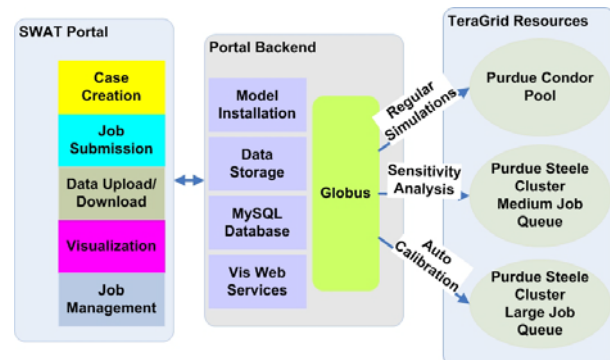 SWAT Portal
Case
Creation
Job
Submission
Data Upload/
Download
Visualization
Job
Management
Portal Backend
Model
Installation
Data
Storage
MySQL
Database
Vis Web
Services
Globus
Regular
Simulations
Sensitivity
Analysis
Auto
Calibration
TeraGrid Resources
Purdue Condor
Pool
Purdue Steele
Cluster
Medium Job
Queue
Purdue Steele
Cluster
Large Job
Queue